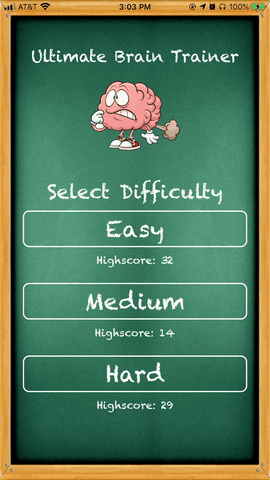 AT&T 3:03 PM 100%
Ultimate Brain Trainer
Select Difficulty
Easy
Highscore: 32
Medium
Highscore: 14
Hard
Highscore: 29